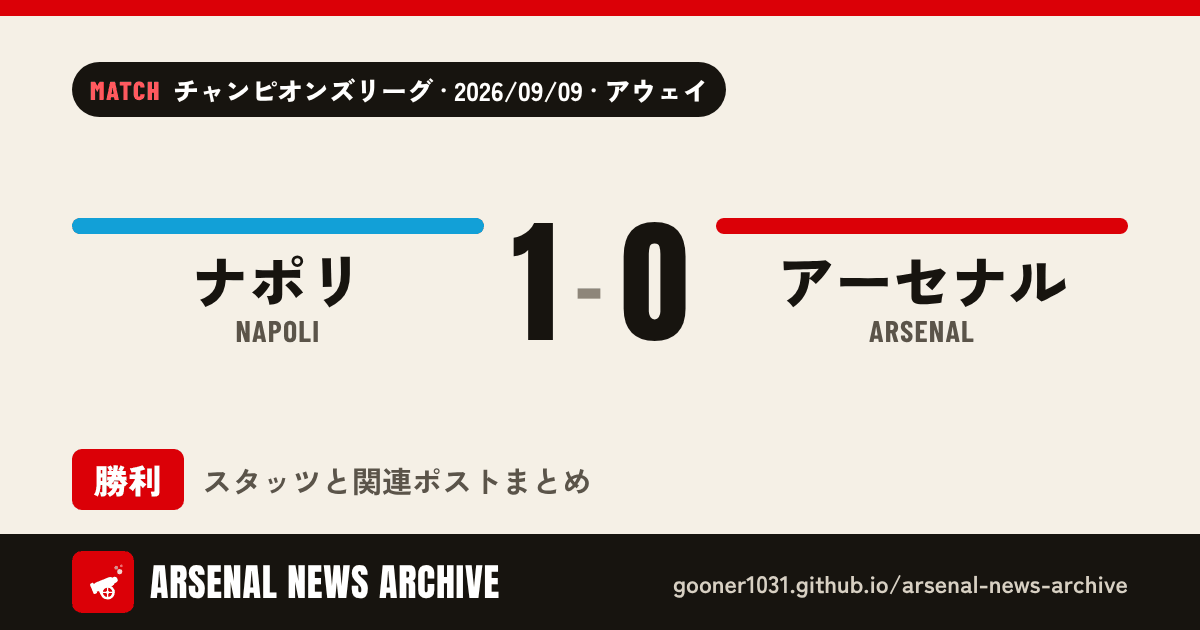 MATCH チャンピオンズリーグ · 2026/09/09 · アウェイ
ナポリ
NAPOLI
1 - 0
アーセナル
ARSENAL
勝利 スタッツと関連ポストまとめ
ARSENAL NEWS ARCHIVE
gooner1031.github.io/arsenal-news-archive